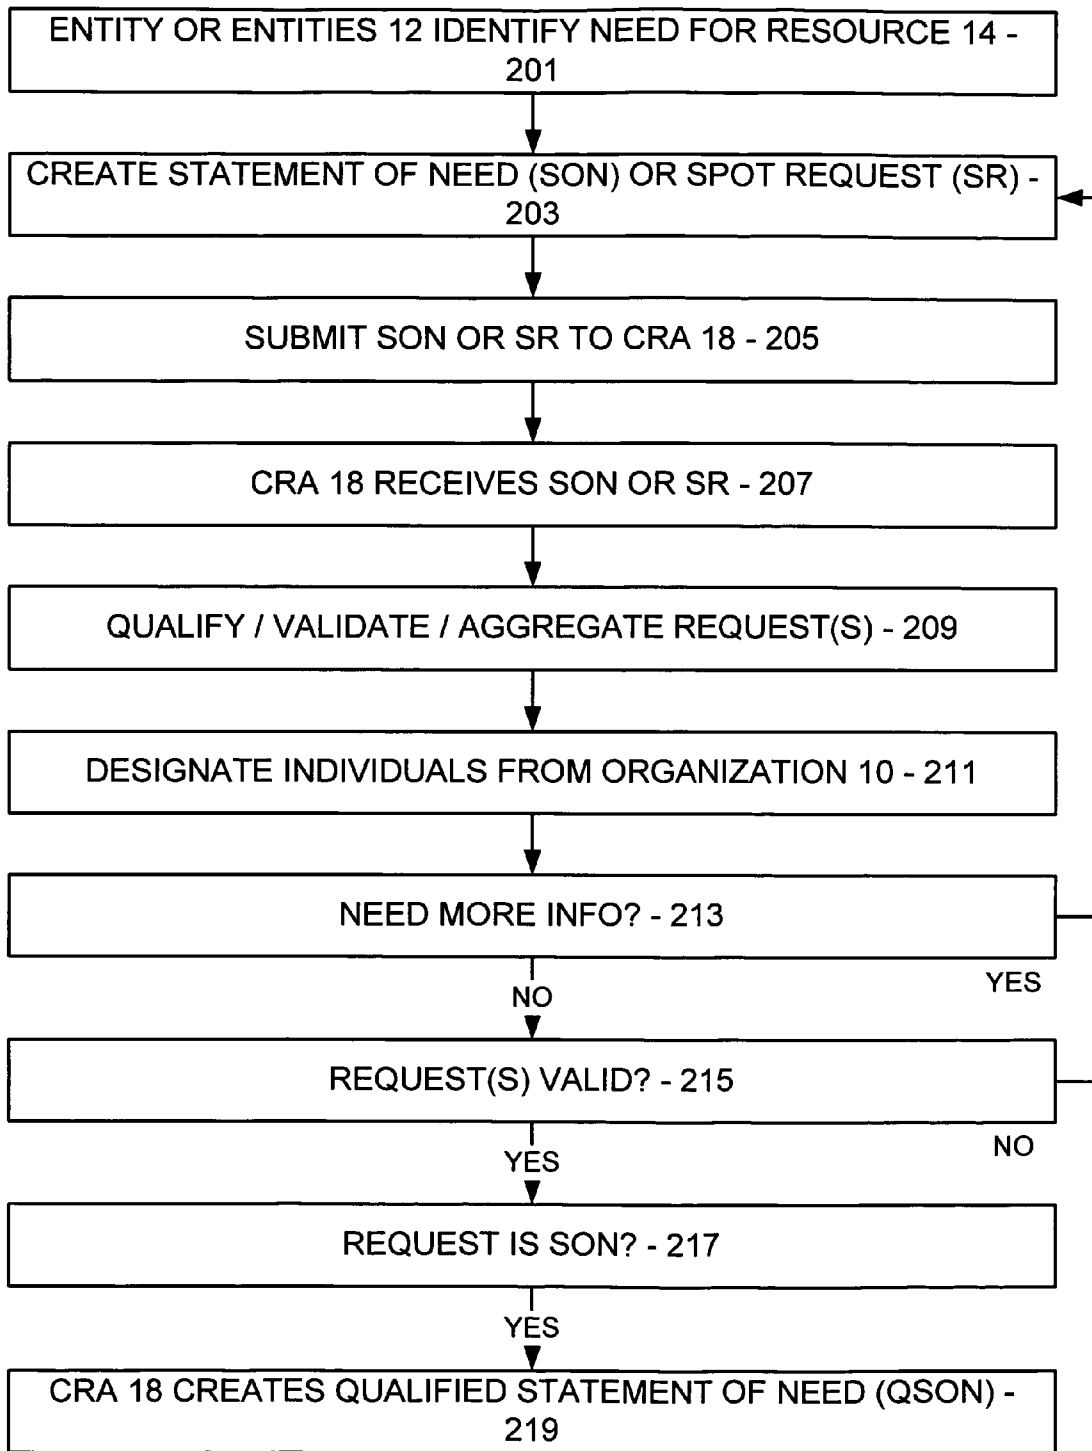 ENTITY OR ENTITIES 12 IDENTIFY NEED FOR RESOURCE 14 -
201
CREATE STATEMENT OF NEED (SON) OR SPOT REQUEST (SR) -
203
SUBMIT SON OR SR TO CRA 18 - 205
CRA 18 RECEIVES SON OR SR - 207
QUALIFY / VALIDATE / AGGREGATE REQUEST(S) - 209
DESIGNATE INDIVIDUALS FROM ORGANIZATION 10 - 211
NEED MORE INFO? - 213
YES
NO
REQUEST(S) VALID? - 215
NO
YES
REQUEST IS SON? - 217
YES
CRA 18 CREATES QUALIFIED STATEMENT OF NEED (QSON) -
219